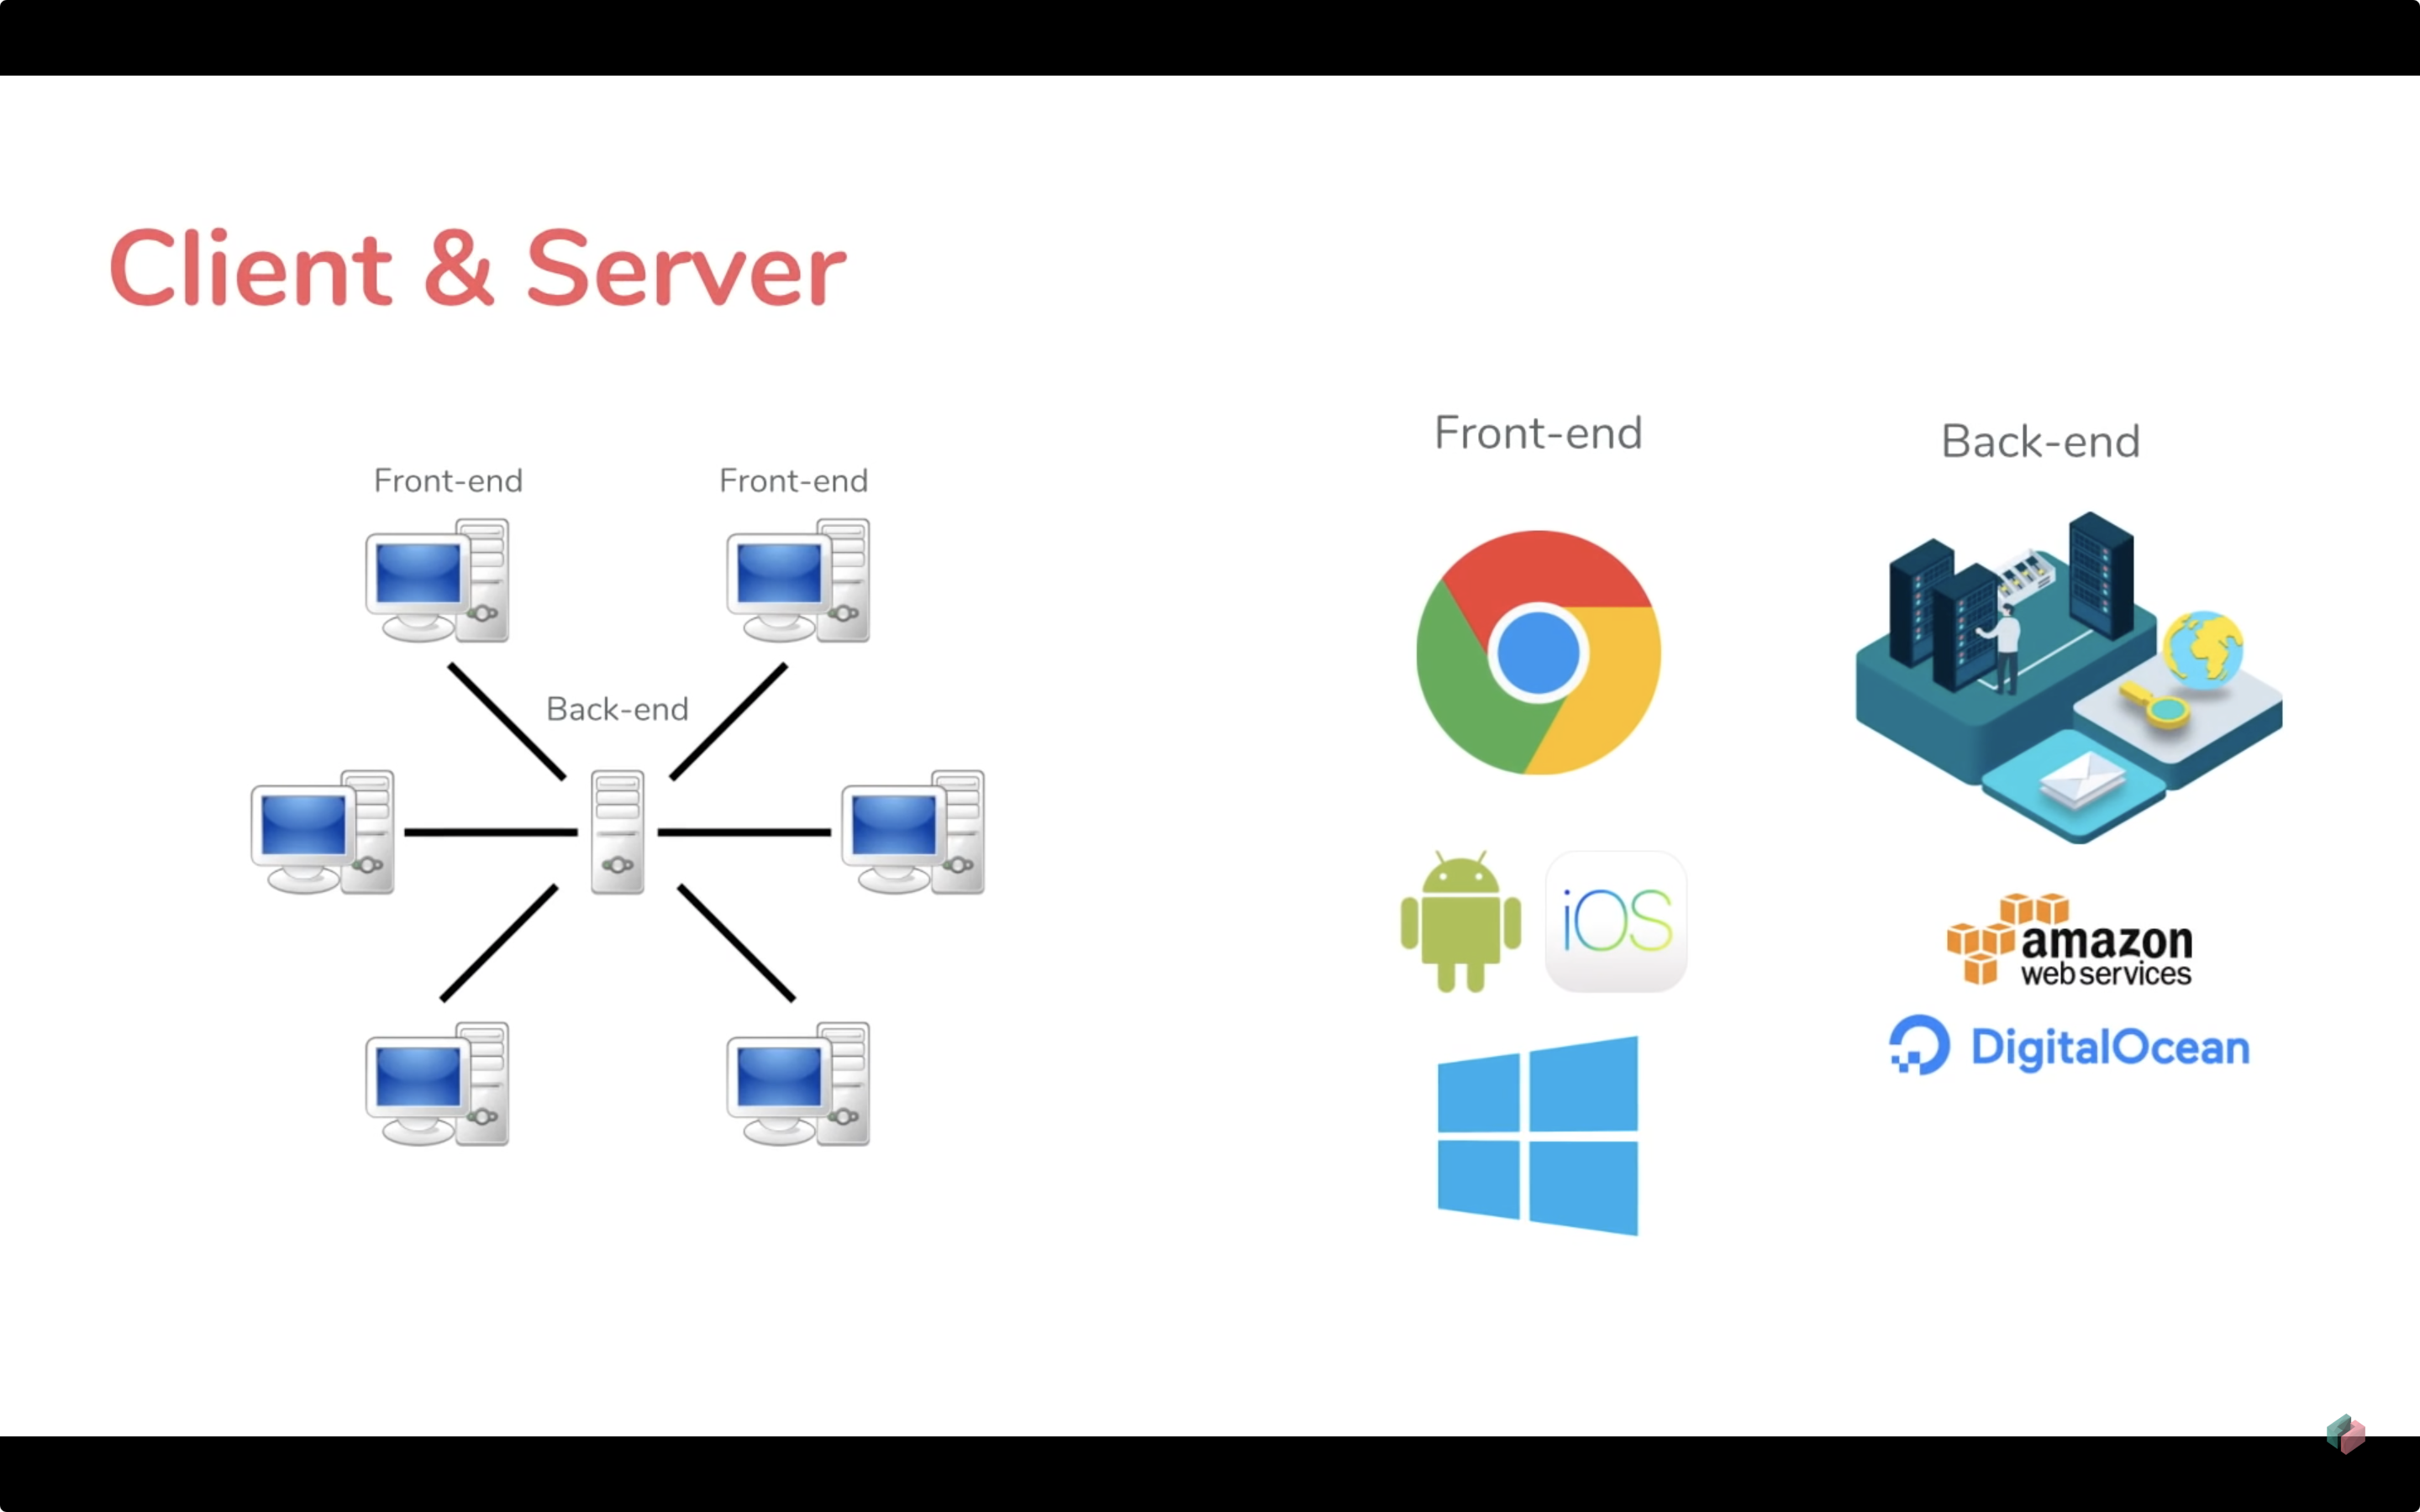 Client & Server
Front-end
Front-end
Back-end
Front-end
Back-end
iOS
amazon
web services
DigitalOcean